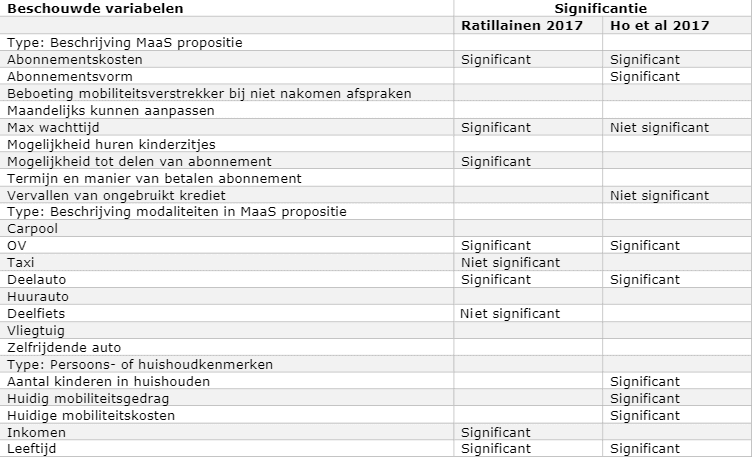 Beschouwde variabelen Significantie
Ratillainen 2017 Ho et al 2017
Type: Beschrijving MaaS propositie
Abonnementskosten Significant Significant
Abonnementsvorm Significant
Beboeting mobiliteitsverstrekker bij niet nakomen afspraken
Maandelijks kunnen aanpassen
Max wachttijd Significant Niet significant
Mogelijkheid huren kinderzitjes
Mogelijkheid tot delen van abonnement Significant
Termijn en manier van betalen abonnement
Vervallen van ongebruikt krediet Niet significant
Type: Beschrijving modaliteiten in MaaS propositie
Carpool
OV Significant Significant
Taxi Niet significant
Deelauto Significant Significant
Huurauto
Deelfiets Niet significant
Vliegtuig
Zelfrijdende auto
Type: Persoons- of huishoudkenmerken
Aantal kinderen in huishouden Significant
Huidig mobiliteitsgedrag Significant
Huidige mobiliteitskosten Significant
Inkomen Significant
Leeftijd Significant Significant